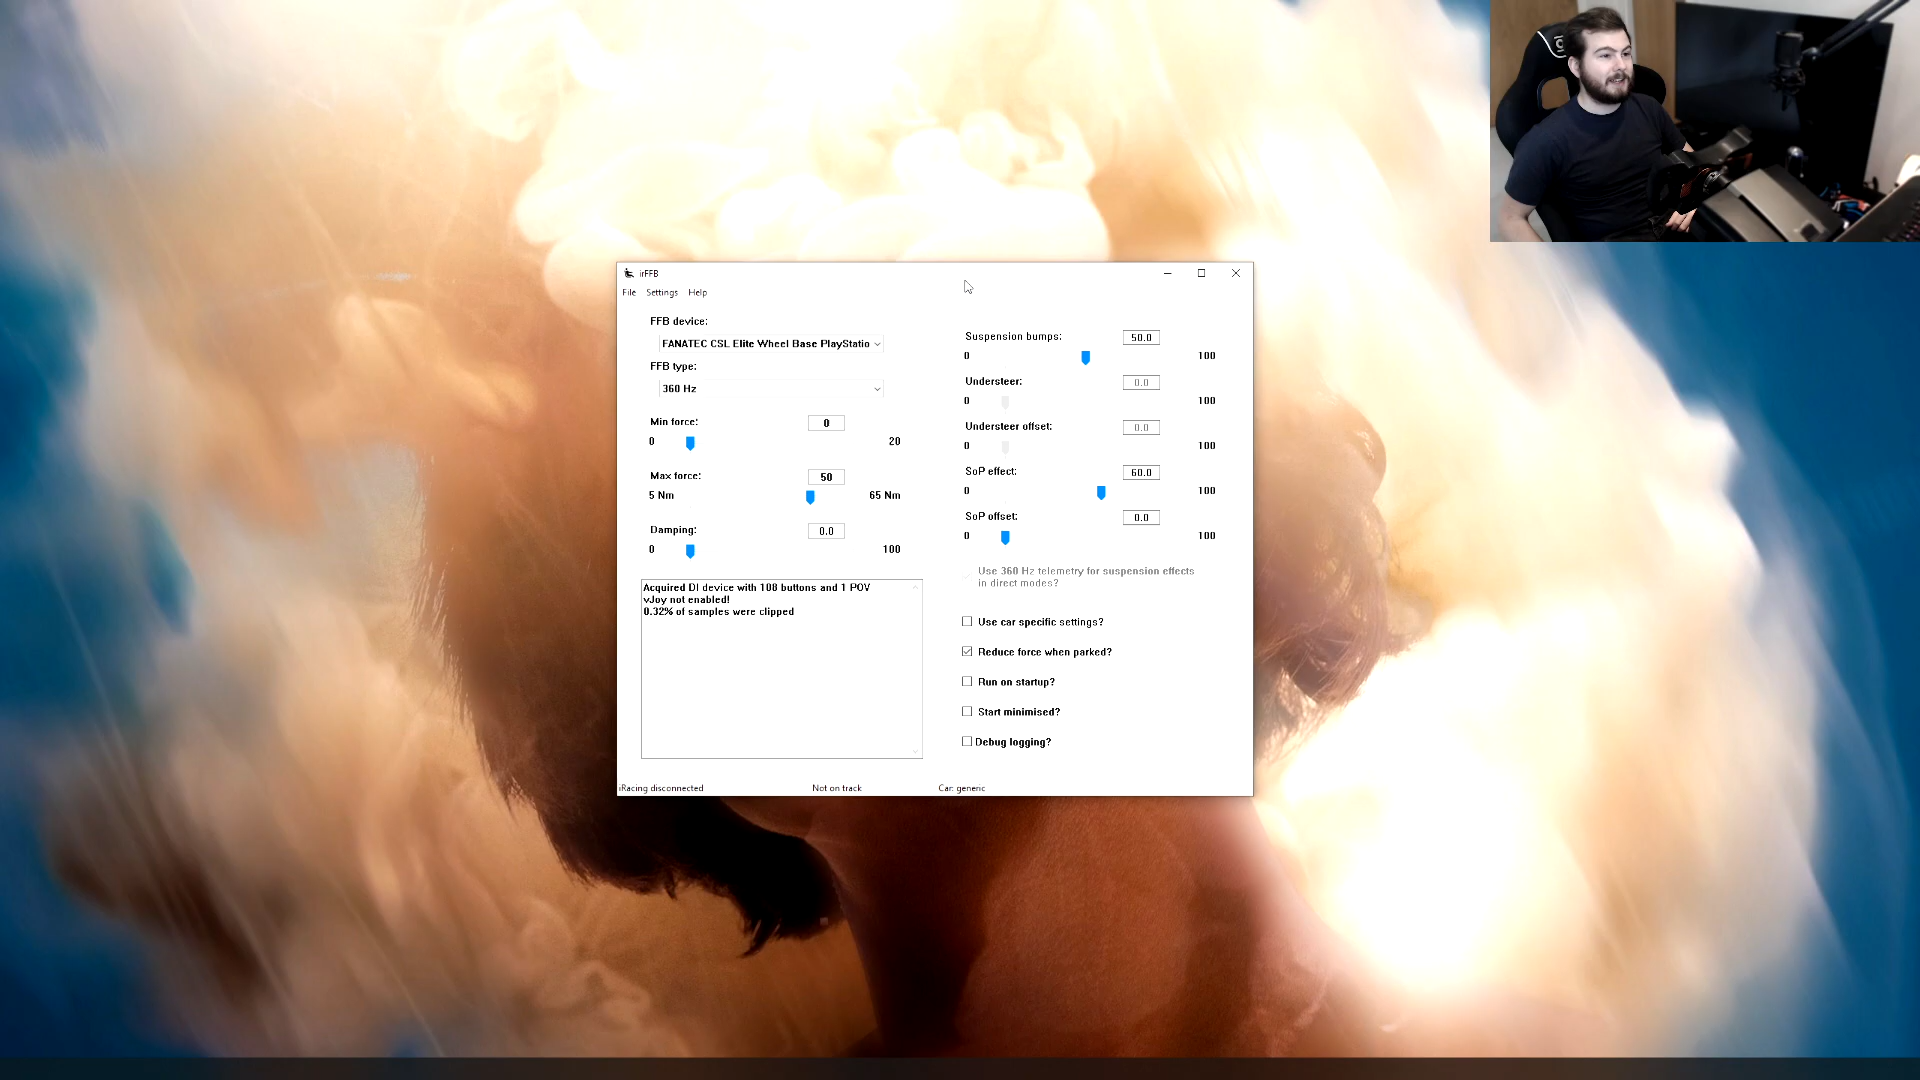 irFFB
File Settings Help
FFB device:
FANATEC CSL Elite Wheel Base PlayStatio
FFB type:
360 Hz
Min force:
0
0
20
Max force:
50
5 Nm
65 Nm
Damping:
0.0
0
100
Acquired DI device with 108 buttons and 1 POV
vJoy not enabled!
0.32% of samples were clipped
Suspension bumps:
50.0
0
100
Understeer:
0.0
0
100
Understeer offset:
0.0
0
100
SoP effect:
60.0
0
100
SoP offset:
0.0
0
100
Use 360 Hz telemetry for suspension effects
in direct modes?
Use car specific settings?
Reduce force when parked?
Run on startup?
Start minimised?
Debug logging?
iRacing disconnected
Not on track
Car: generic